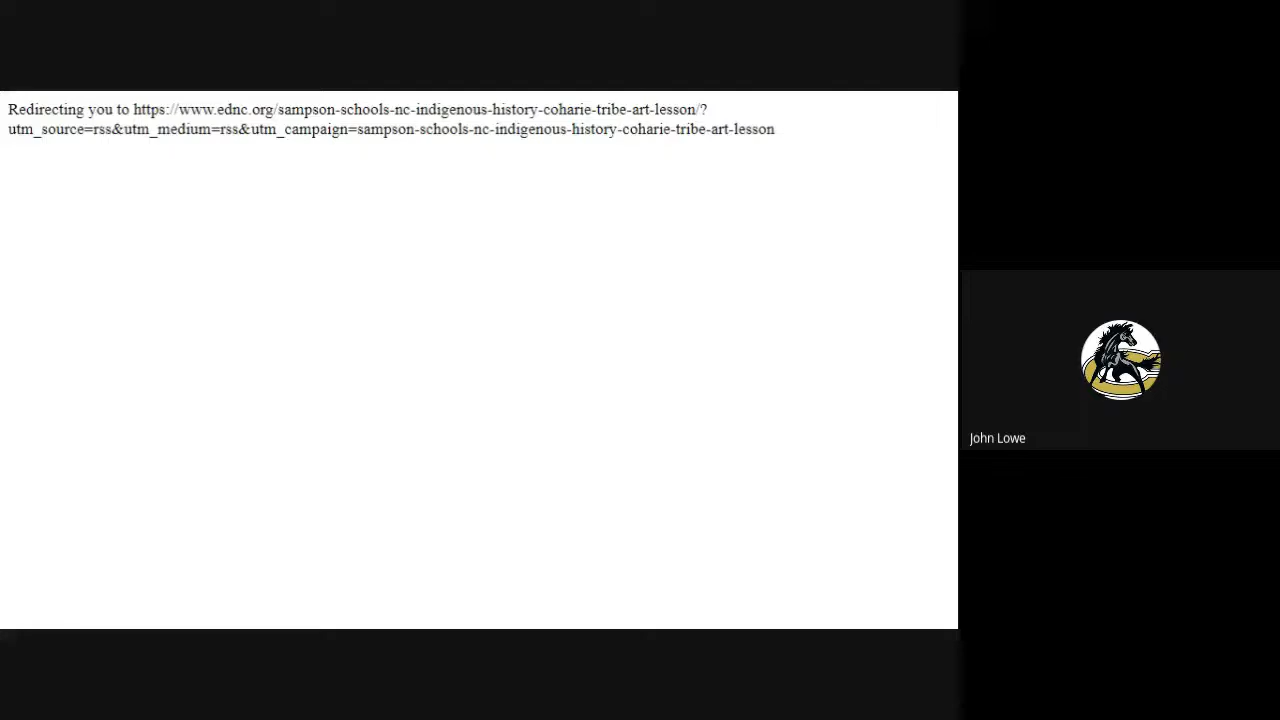 Redirecting you to https://www.ednc.org/sampson-schools-nc-indigenous-history-coharie-tribe-art-lesson/?
utm_source=rss&utm_medium=rss&utm_campaign=sampson-schools-nc-indigenous-history-coharie-tribe-art-lesson
John Lowe